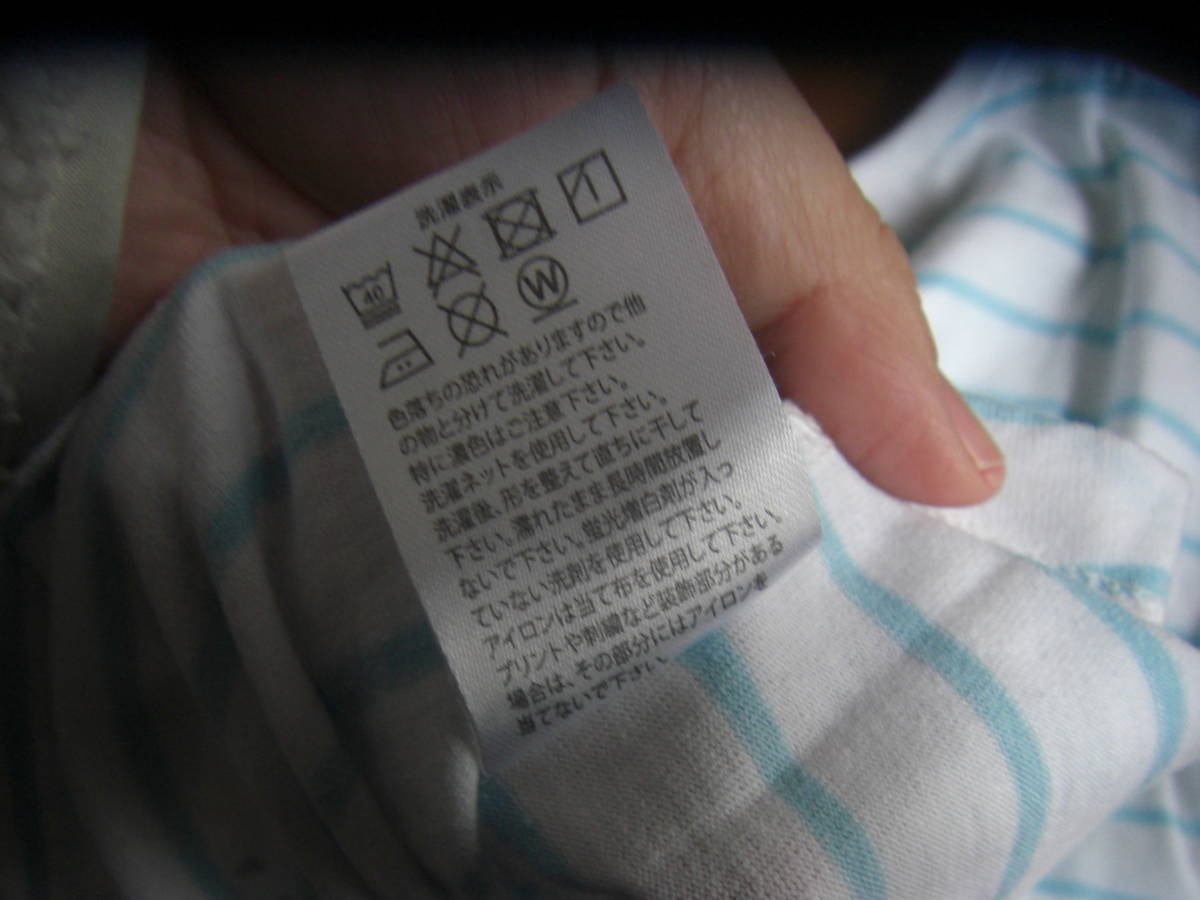 洗濯表示
40
W
色落ちの恐れがありますので他
の物と分けて洗濯して下さい。
特に濃色はご注意下さい。
洗濯ネットを使用して下さい。
洗濯後、形を整えて直ちに干して
下さい。濡れたまま長時間放置し
ないで下さい。蛍光増白剤が入っ
ていない洗剤を使用して下さい。
アイロンは当て布を使用して下さい。
プリントや刺繍など装飾部分がある
場合は、その部分にはアイロンを
当てないで下さい。